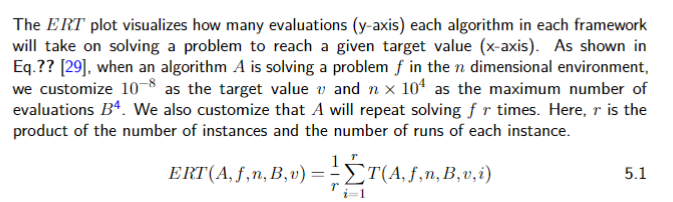 The ERT plot visualizes how many evaluations (y-axis) each algorithm in each framework
will take on solving a problem to reach a given target value (x-axis). As shown in
Eq.?? [29], when an algorithm A is solving a problem f in the n dimensional environment,
we customize 10⁻⁸ as the target value v and n × 10⁴ as the maximum number of
evaluations B⁴. We also customize that A will repeat solving f r times. Here, r is the
product of the number of instances and the number of runs of each instance.
ERT(A, f, n, B, v) = \frac{1}{r} \sum_{i=1}^{r} T(A, f, n, B, v, i) 5.1